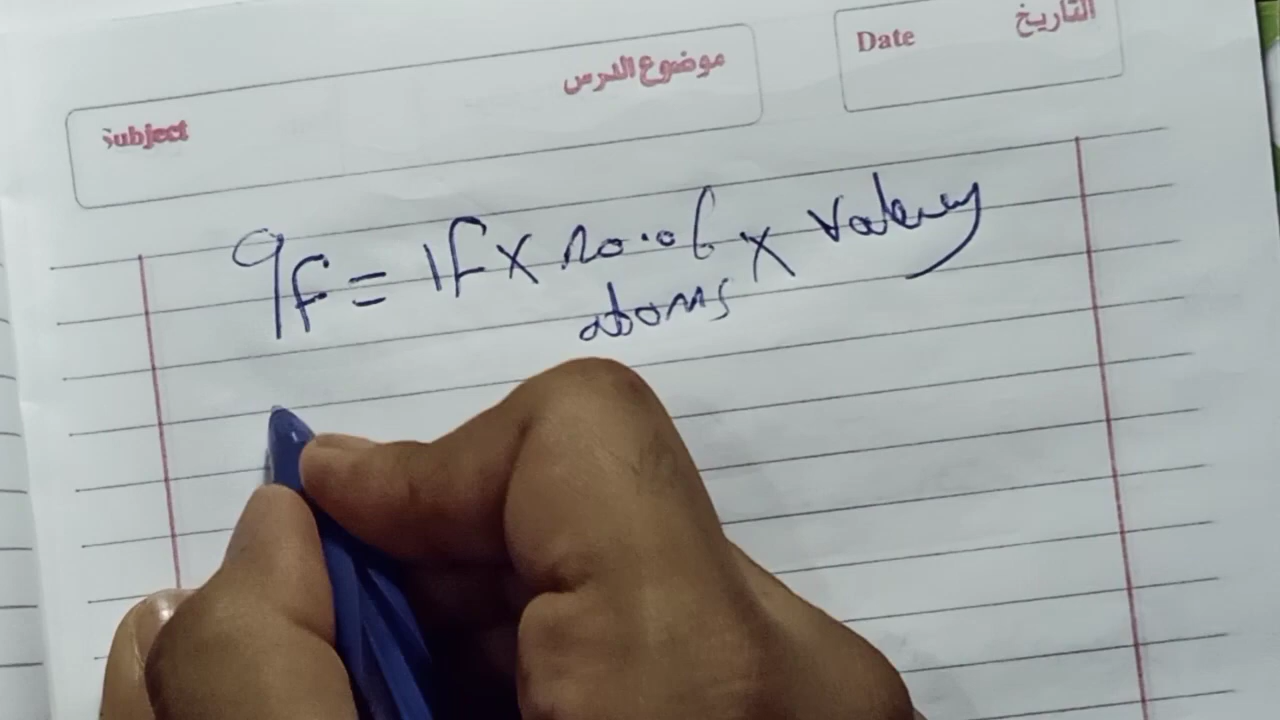 موضوع الدرس
Subject
Date
التاريخ
qf = 1F X no. of X Valency
atoms